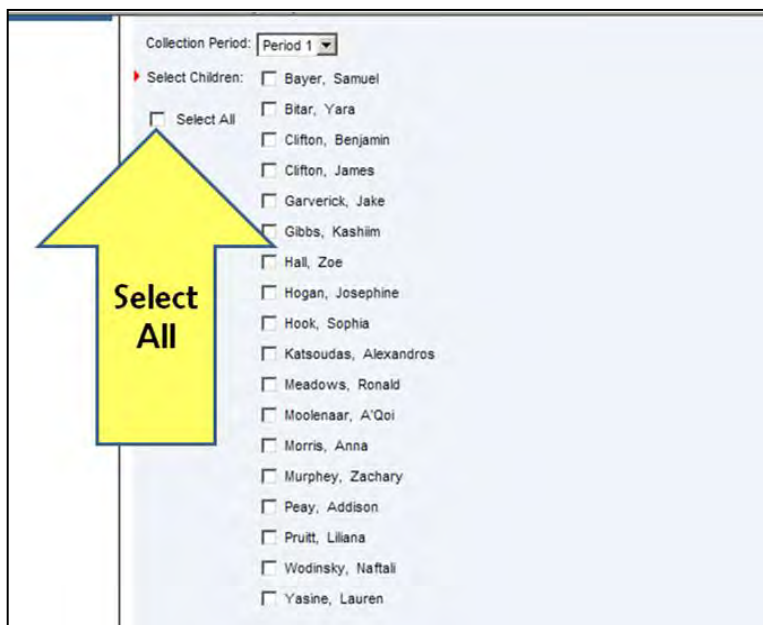 Collection Period: Period 1
Select Children: Bayer, Samuel
Select All
Bitar, Yara
Clifton, Benjamin
Clifton, James
Garverick, Jake
Gibbs, Kashiim
Hall, Zoe
Hogan, Josephine
Hook, Sophia
Katsoudas, Alexandros
Meadows, Ronald
Moolenaar, A'Qoi
Morris, Anna
Murphey, Zachary
Peay, Addison
Pruitt, Liliana
Wodinsky, Naftali
Yasine, Lauren
Select
All